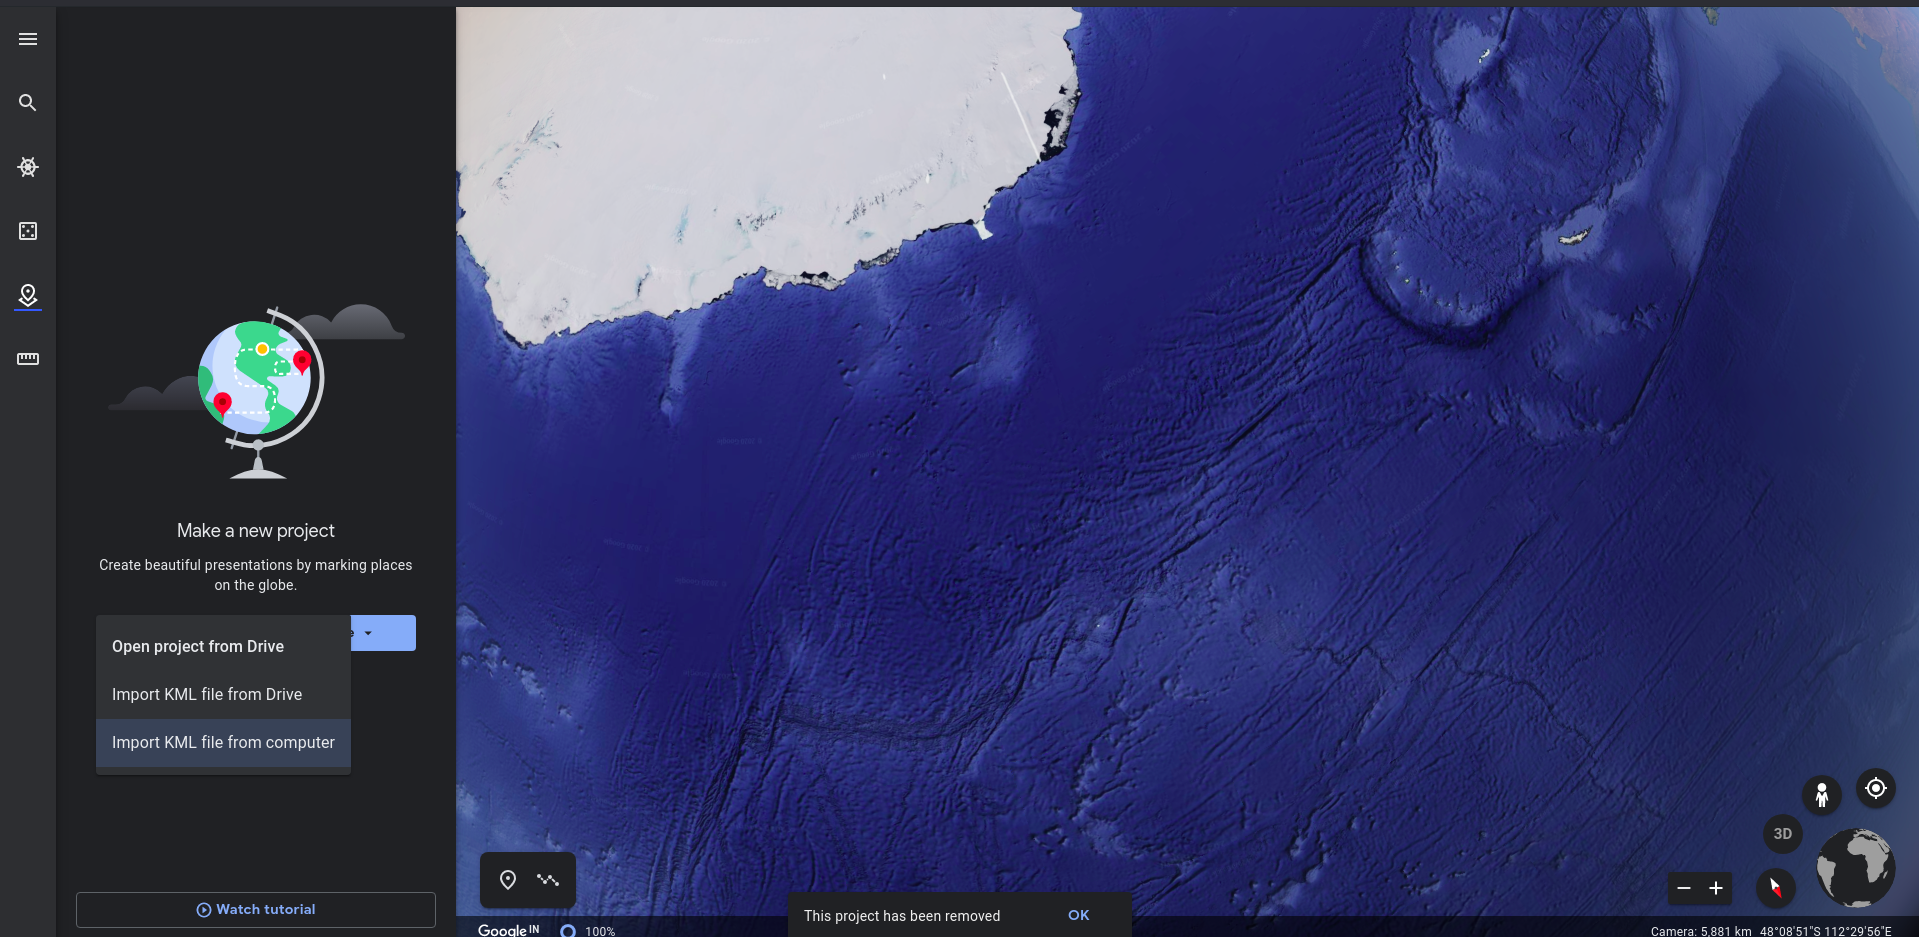 Make a new project
Create beautiful presentations by marking places
on the globe.
Open project from Drive
Import KML file from Drive
Import KML file from computer
Watch tutorial
3D
This project has been removed
OK
Google IN
100%
Camera: 5,881 km 48°08'51"S 112°29'56"E